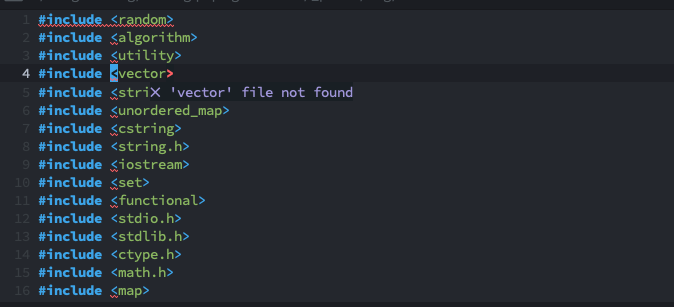 1 #include <random>
2 #include <algorithm>
3 #include <utility>
4 #include <vector>
5 #include <stri✕ 'vector' file not found
6 #include <unordered_map>
7 #include <cstring>
8 #include <string.h>
9 #include <iostream>
10 #include <set>
11 #include <functional>
12 #include <stdio.h>
13 #include <stdlib.h>
14 #include <ctype.h>
15 #include <math.h>
16 #include <map>